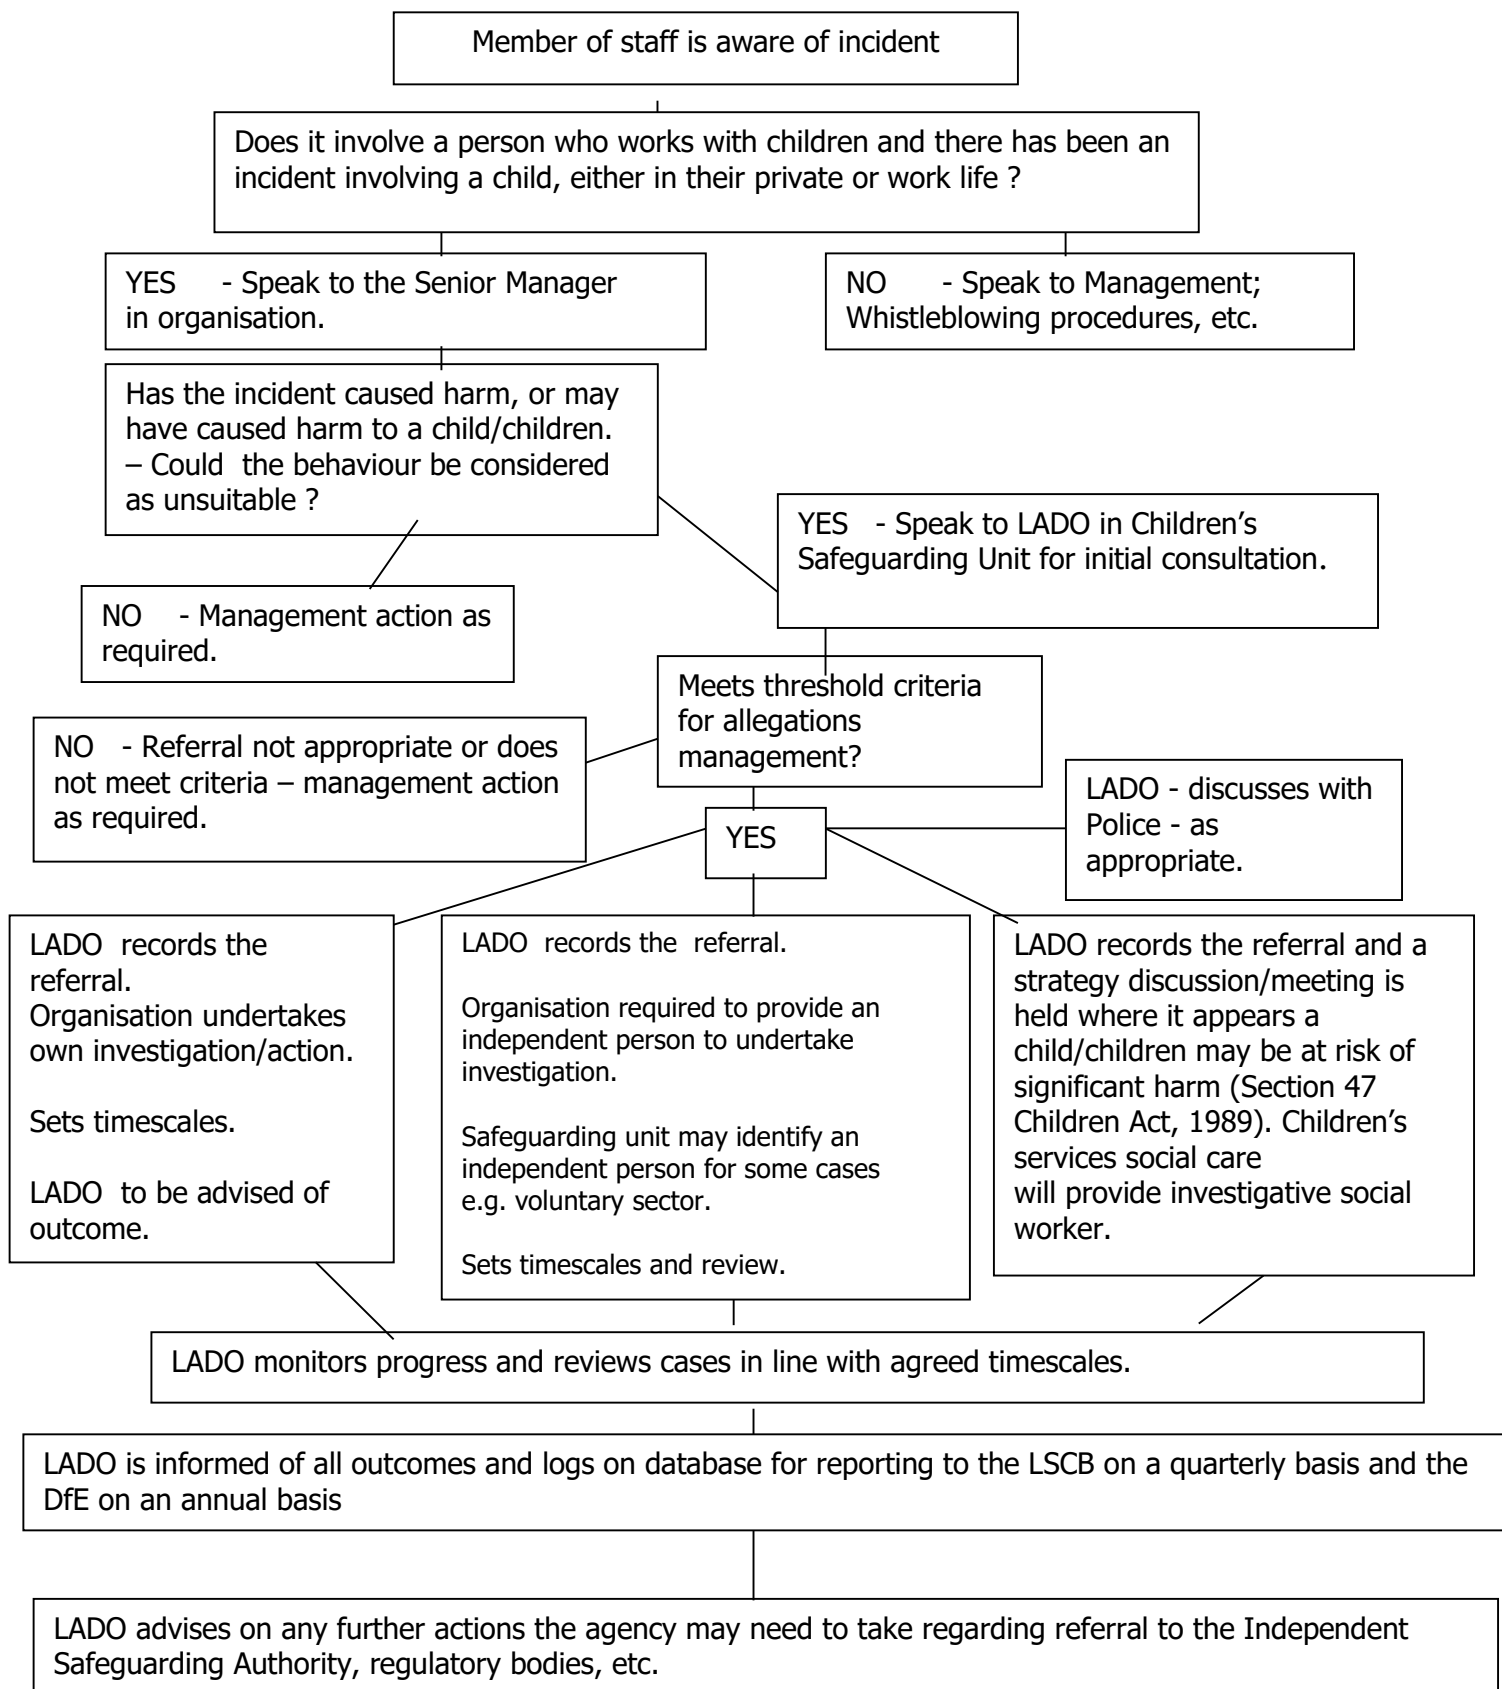 Member of staff is aware of incident
Does it involve a person who works with children and there has been an
incident involving a child, either in their private or work life ?
YES - Speak to the Senior Manager
in organisation.
NO - Speak to Management;
Whistleblowing procedures, etc.
Has the incident caused harm, or may
have caused harm to a child/children.
– Could the behaviour be considered
as unsuitable ?
YES - Speak to LADO in Children’s
Safeguarding Unit for initial consultation.
NO - Management action as
required.
Meets threshold criteria
for allegations
management?
NO - Referral not appropriate or does
not meet criteria – management action
as required.
LADO - discusses with
Police - as
appropriate.
YES
LADO records the
referral.
Organisation undertakes
own investigation/action.
Sets timescales.
LADO to be advised of
outcome.
LADO records the referral.
Organisation required to provide an
independent person to undertake
investigation.
Safeguarding unit may identify an
independent person for some cases
e.g. voluntary sector.
Sets timescales and review.
LADO records the referral and a
strategy discussion/meeting is
held where it appears a
child/children may be at risk of
significant harm (Section 47
Children Act, 1989). Children’s
services social care
will provide investigative social
worker.
LADO monitors progress and reviews cases in line with agreed timescales.
LADO is informed of all outcomes and logs on database for reporting to the LSCB on a quarterly basis and the
DfE on an annual basis
LADO advises on any further actions the agency may need to take regarding referral to the Independent
Safeguarding Authority, regulatory bodies, etc.